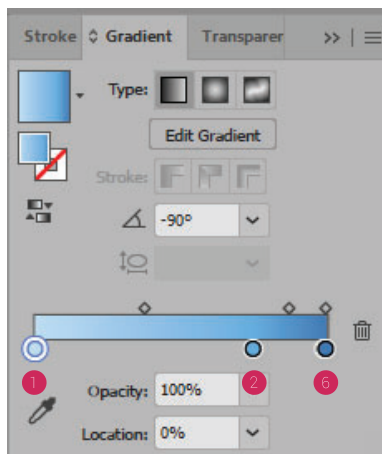 Stroke Gradient Transparer
Type:
Edit Gradient
Stroke:
-90°
1 2 6
Opacity: 100%
Location: 0%